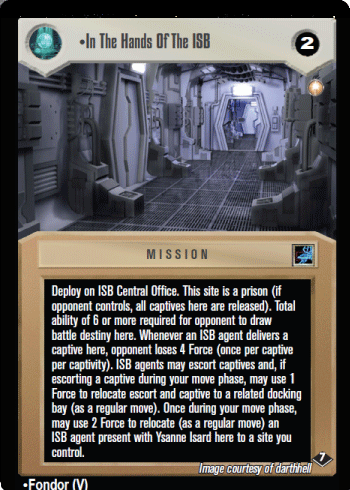 •In The Hands Of The ISB
2
MISSION
Deploy on ISB Central Office. This site is a prison (if
opponent controls, all captives here are released). Total
ability of 6 or more required for opponent to draw
battle destiny here. Whenever an ISB agent delivers a
captive here, opponent loses 4 Force (once per captive
per captivity). ISB agents may escort captives and, if
escorting a captive during your move phase, may use 1
Force to relocate escort and captive to a related docking
bay (as a regular move). Once during your move phase,
may use 2 Force to relocate (as a regular move) an
ISB agent present with Ysanne Isard here to a site you
control.
7
Image courtesy of darthhell
•Fondor (V)